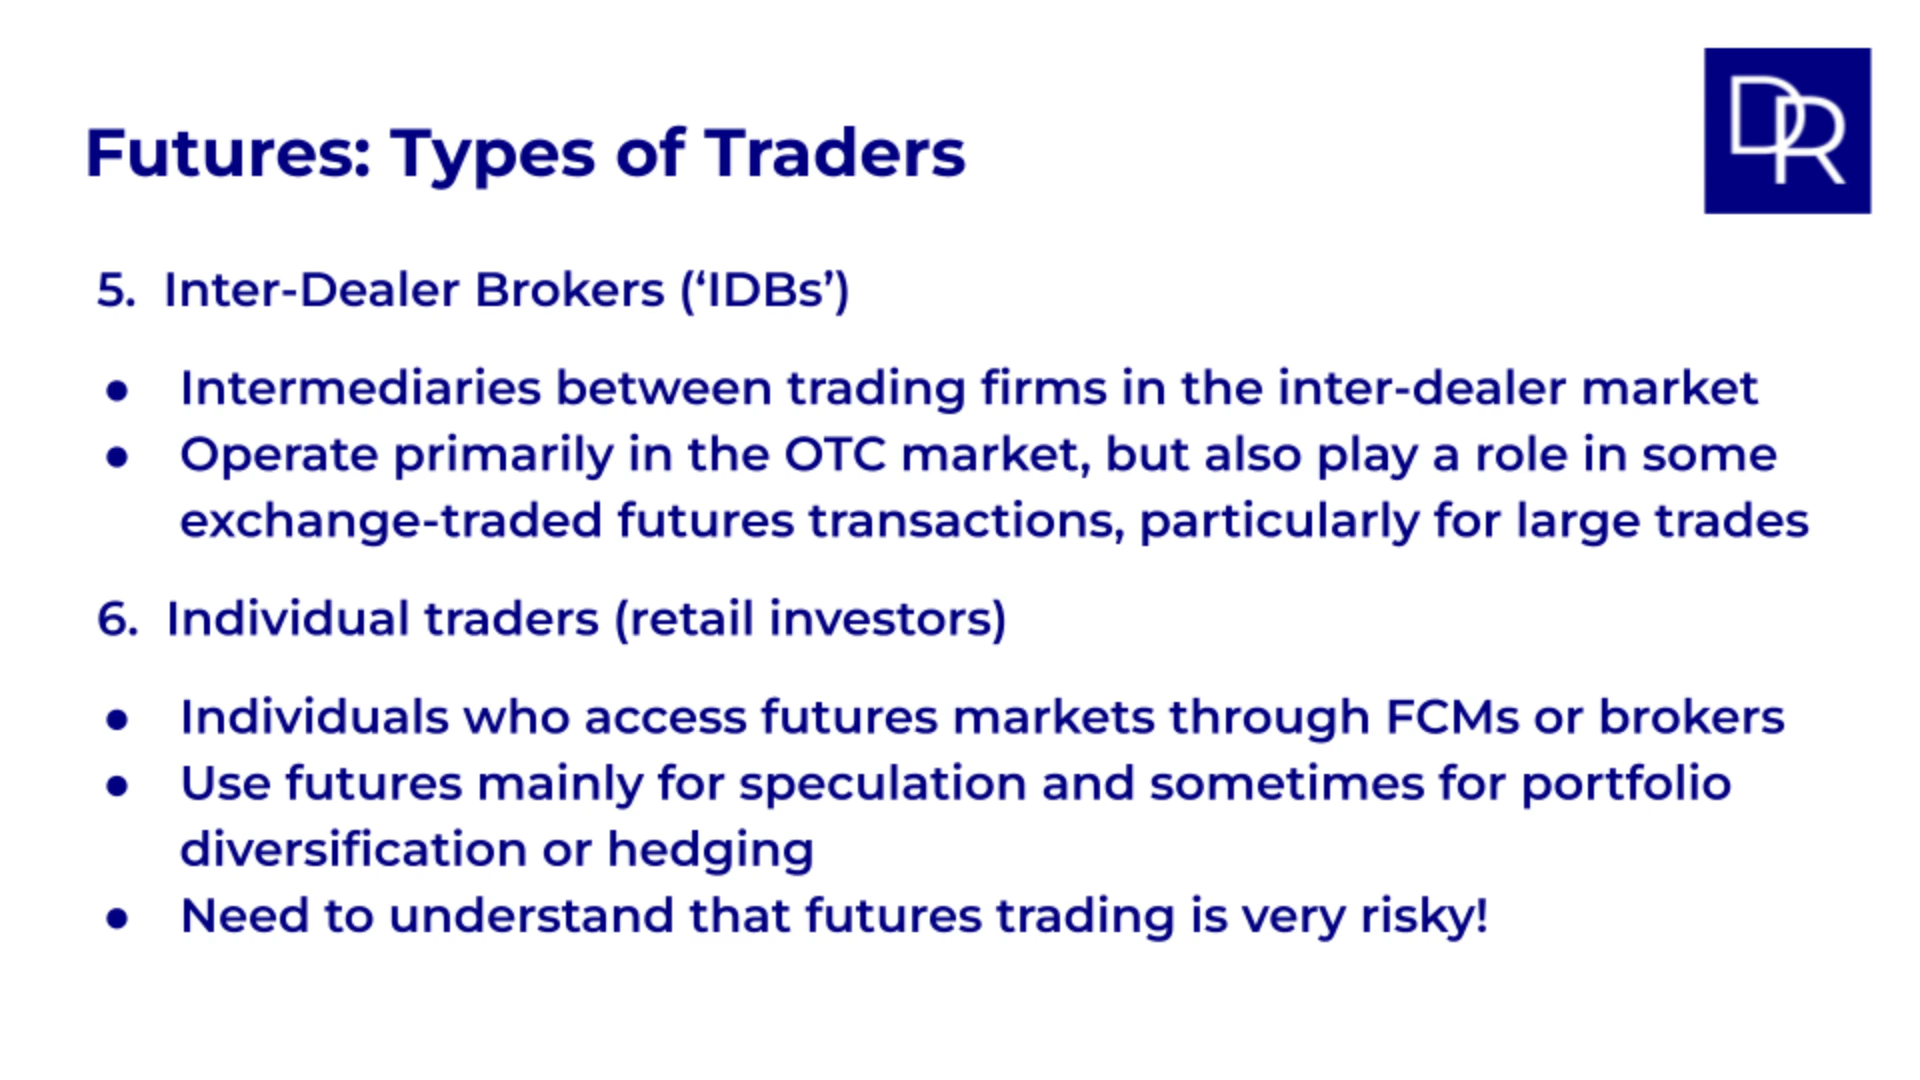 DR
Futures: Types of Traders
5. Inter-Dealer Brokers (‘IDBs’)
● Intermediaries between trading firms in the inter-dealer market
● Operate primarily in the OTC market, but also play a role in some
exchange-traded futures transactions, particularly for large trades
6. Individual traders (retail investors)
● Individuals who access futures markets through FCMs or brokers
● Use futures mainly for speculation and sometimes for portfolio
diversification or hedging
● Need to understand that futures trading is very risky!